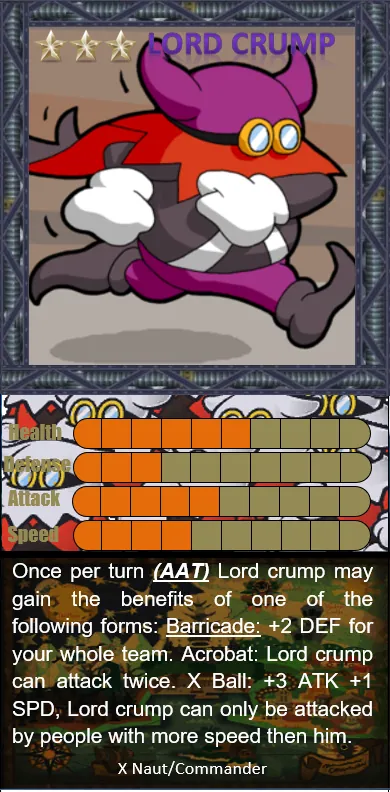 LORD CRUMP
Health
Defense
Attack
Speed
Once per turn (AAT) Lord crump may
gain the benefits of one of the
following forms: Barricade: +2 DEF for
your whole team. Acrobat: Lord crump
can attack twice. X Ball: +3 ATK +1
SPD, Lord crump can only be attacked
by people with more speed then him.
X Naut/Commander